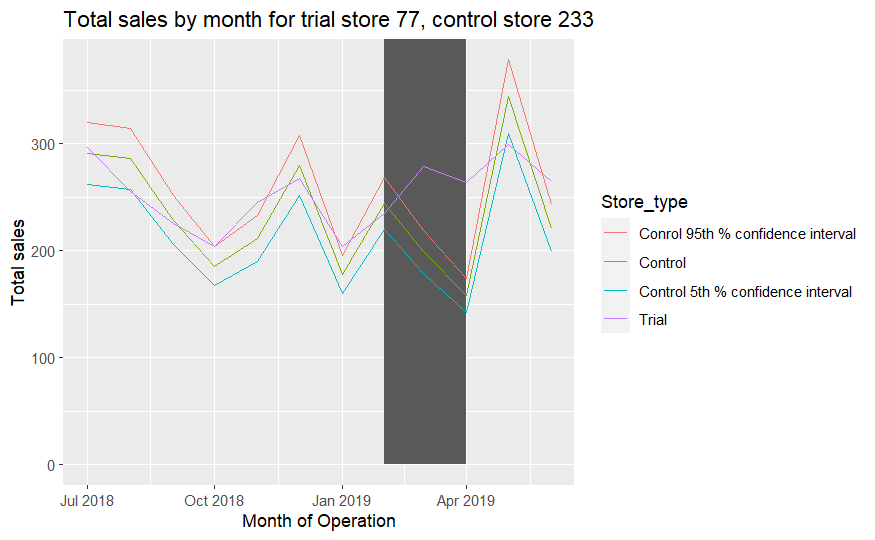 Total sales by month for trial store 77, control store 233
Total sales
300
200
100
0
Jul 2018
Oct 2018
Jan 2019
Apr 2019
Month of Operation
Store_type
Conrol 95th % confidence interval
Control
Control 5th % confidence interval
Trial